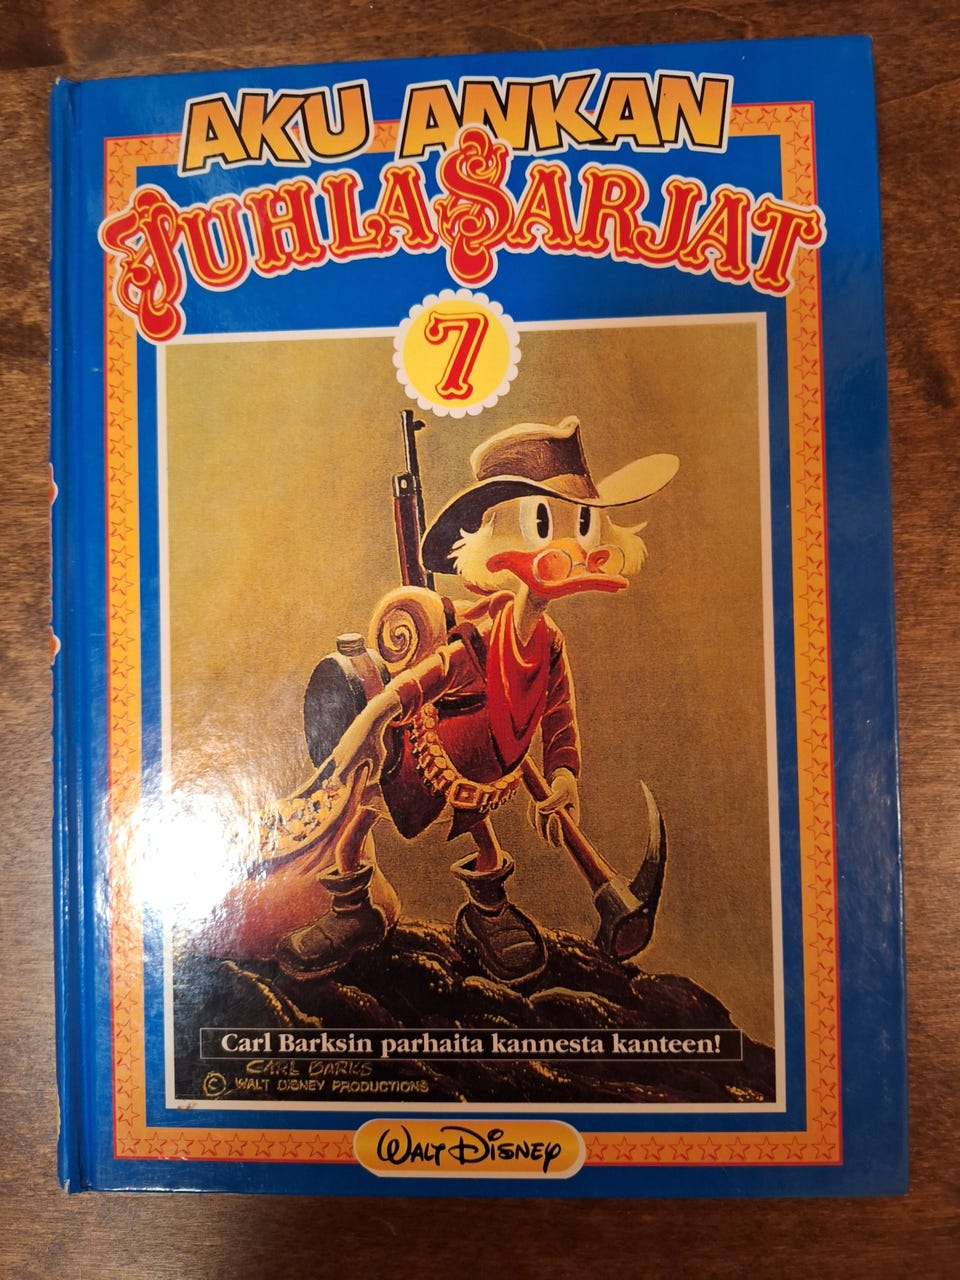 AKU ANKAN
JUHLASARJAT
7
Carl Barksin parhaita kannesta kanteen!
CARL BARKS
© WALT DISNEY PRODUCTIONS
WALT DISNEY